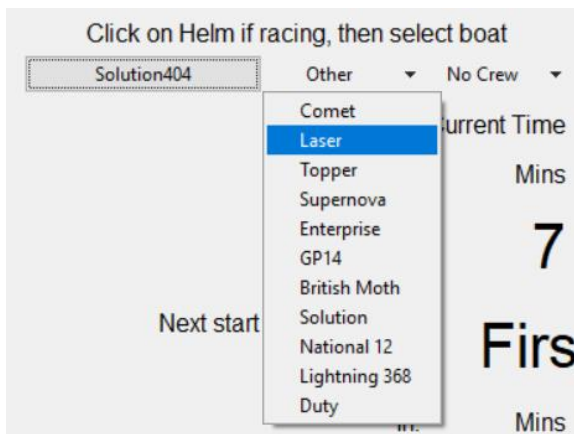 Click on Helm if racing, then select boat
Solution404 Other No Crew
Comet
Laser
Topper
Supernova
Enterprise
GP14
British Moth
Solution
National 12
Lightning 368
Duty
urrent Time
Mins
7
Next start
Firs
in:
Mins